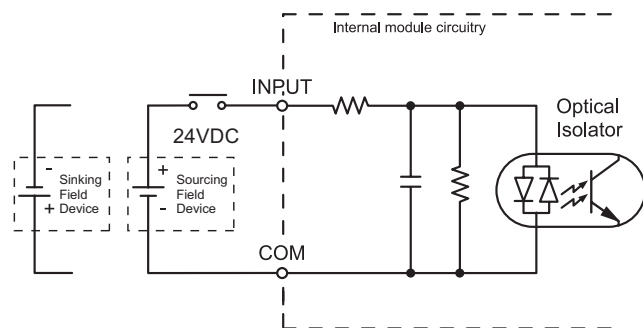 Internal module circuitry
INPUT
24VDC
Optical
Isolator
-
Sinking
Field
+ Device
+
Sourcing
Field
- Device
COM